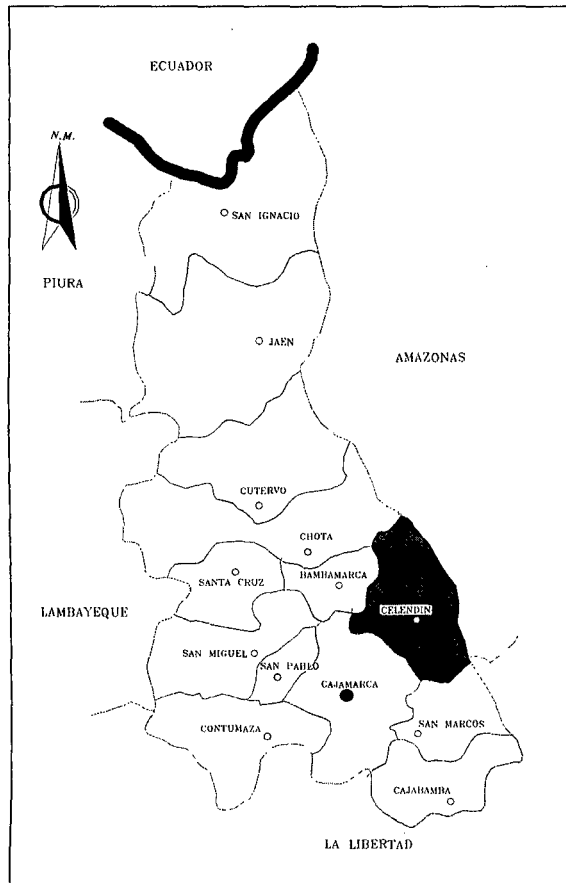 ECUADOR
N.M.
SAN IGNACIO
PIURA
JAEN
AMAZONAS
CUTERVO
CHOTA
SANTA CRUZ
BAMBAMARCA
LAMBAYEQUE
CELENDIN
SAN MIGUEL
SAN PABLO
CAJAMARCA
SAN MARCOS
CONTUMAZA
CAJABAMBA
LA LIBERTAD